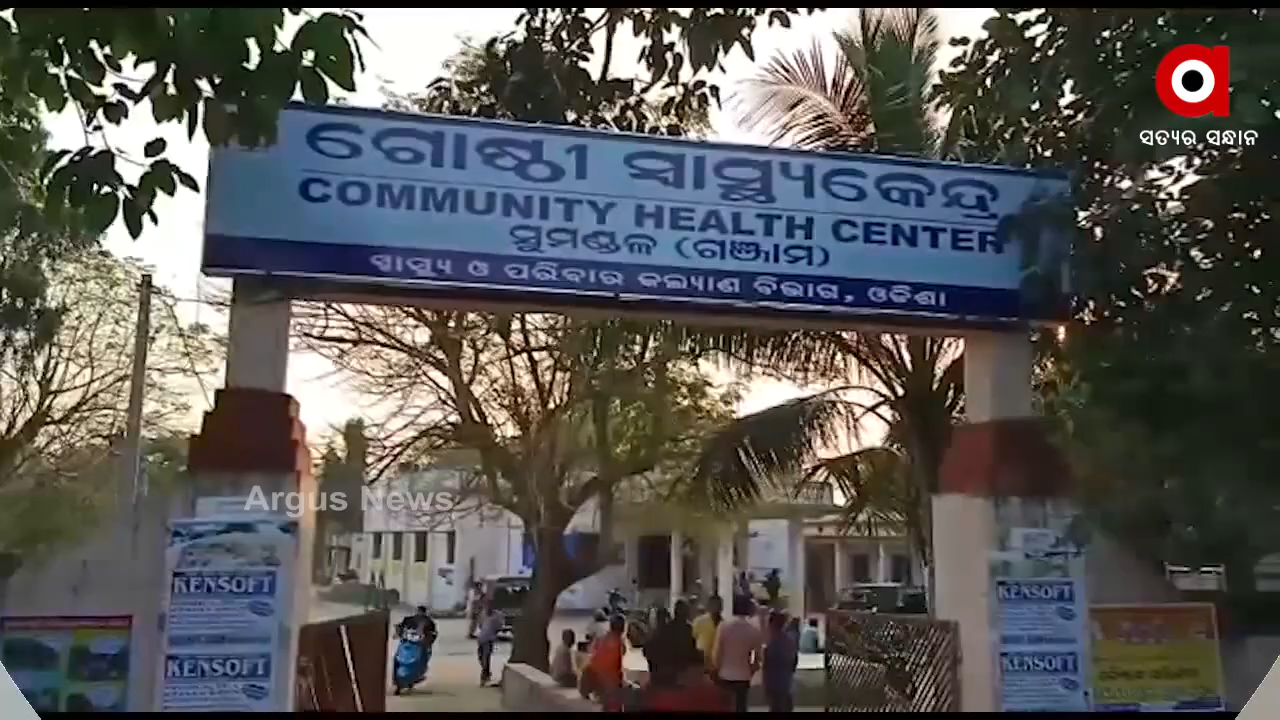 ସତ୍ୟର ସନ୍ଧାନ
ଗୋଷ୍ଠୀ ସ୍ୱାସ୍ଥ୍ୟକେନ୍ଦ୍ର
COMMUNITY HEALTH CENTER
ସୁମଣ୍ଡଳ (ଗଞ୍ଜାମ)
ସ୍ୱାସ୍ଥ୍ୟ ଓ ପରିବାର କଲ୍ୟାଣ ବିଭାଗ, ଓଡିଶା
Argus News
KENSOFT
KENSOFT
KENSOFT
KENSOFT